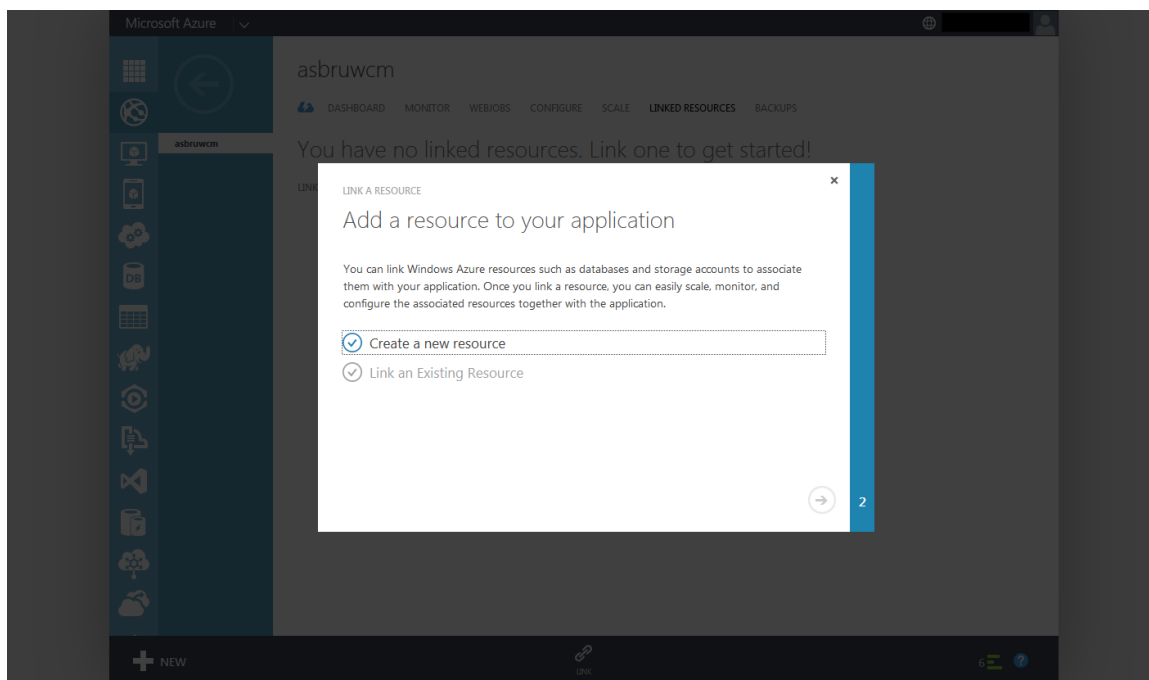 Microsoft Azure
asbruwcm
DASHBOARD MONITOR WEBJOBS CONFIGURE SCALE LINKED RESOURCES BACKUPS
asbruwcm
You have no linked resources. Link one to get started!
LINK
LINK A RESOURCE
Add a resource to your application
You can link Windows Azure resources such as databases and storage accounts to associate
them with your application. Once you link a resource, you can easily scale, monitor, and
configure the associated resources together with the application.
Create a new resource
Link an Existing Resource
DB
2
NEW
LINK
6
?